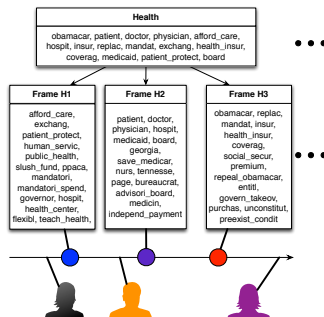 Health
obamacar, patient, doctor, physician, afford_care,
hospit, insur, replac, mandat, exchang, health_insur,
coverag, medicaid, patient_protect, board
Frame H1
afford_care,
exchang,
patient_protect,
human_servic,
public_health,
slush_fund, ppaca,
mandatori,
mandatori_spend,
governor, hospit,
health_center,
flexibl, teach_health,
Frame H2
patient, doctor,
physician, hospit,
medicaid, board,
georgia,
save_medicar,
nurs, tennesse,
page, bureaucrat,
advisori_board,
medicin,
independ_payment
Frame H3
obamacar, repeal,
mandat, insur,
health_insur,
coverag,
social_secur,
premium,
repeal_obamacar,
entitl,
govern_takeov,
purchas, unconstitut,
preexist_condit